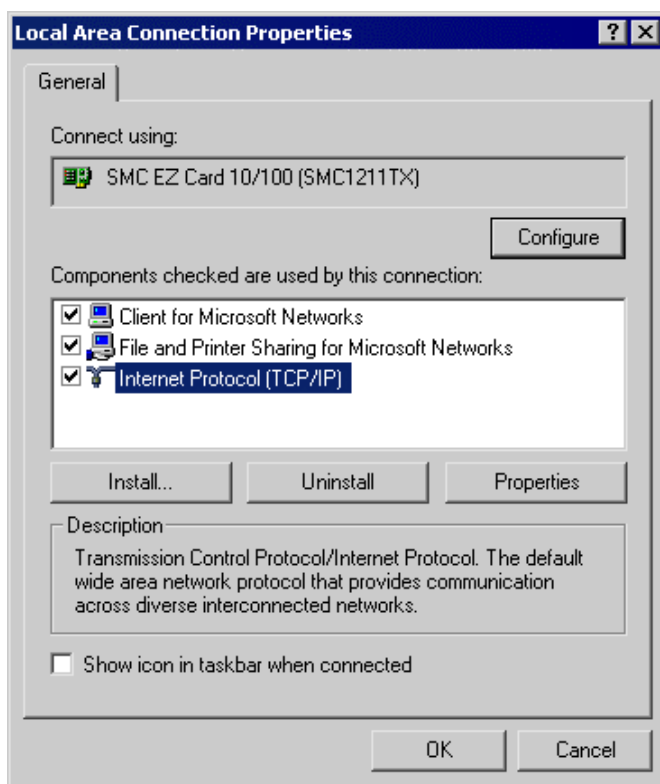 Local Area Connection Properties
General
Connect using:
SMC EZ Card 10/100 (SMC1211TX)
Configure
Components checked are used by this connection:
Client for Microsoft Networks
File and Printer Sharing for Microsoft Networks
Internet Protocol (TCP/IP)
Install... Uninstall Properties
Description
Transmission Control Protocol/Internet Protocol. The default
wide area network protocol that provides communication
across diverse interconnected networks.
Show icon in taskbar when connected
OK Cancel